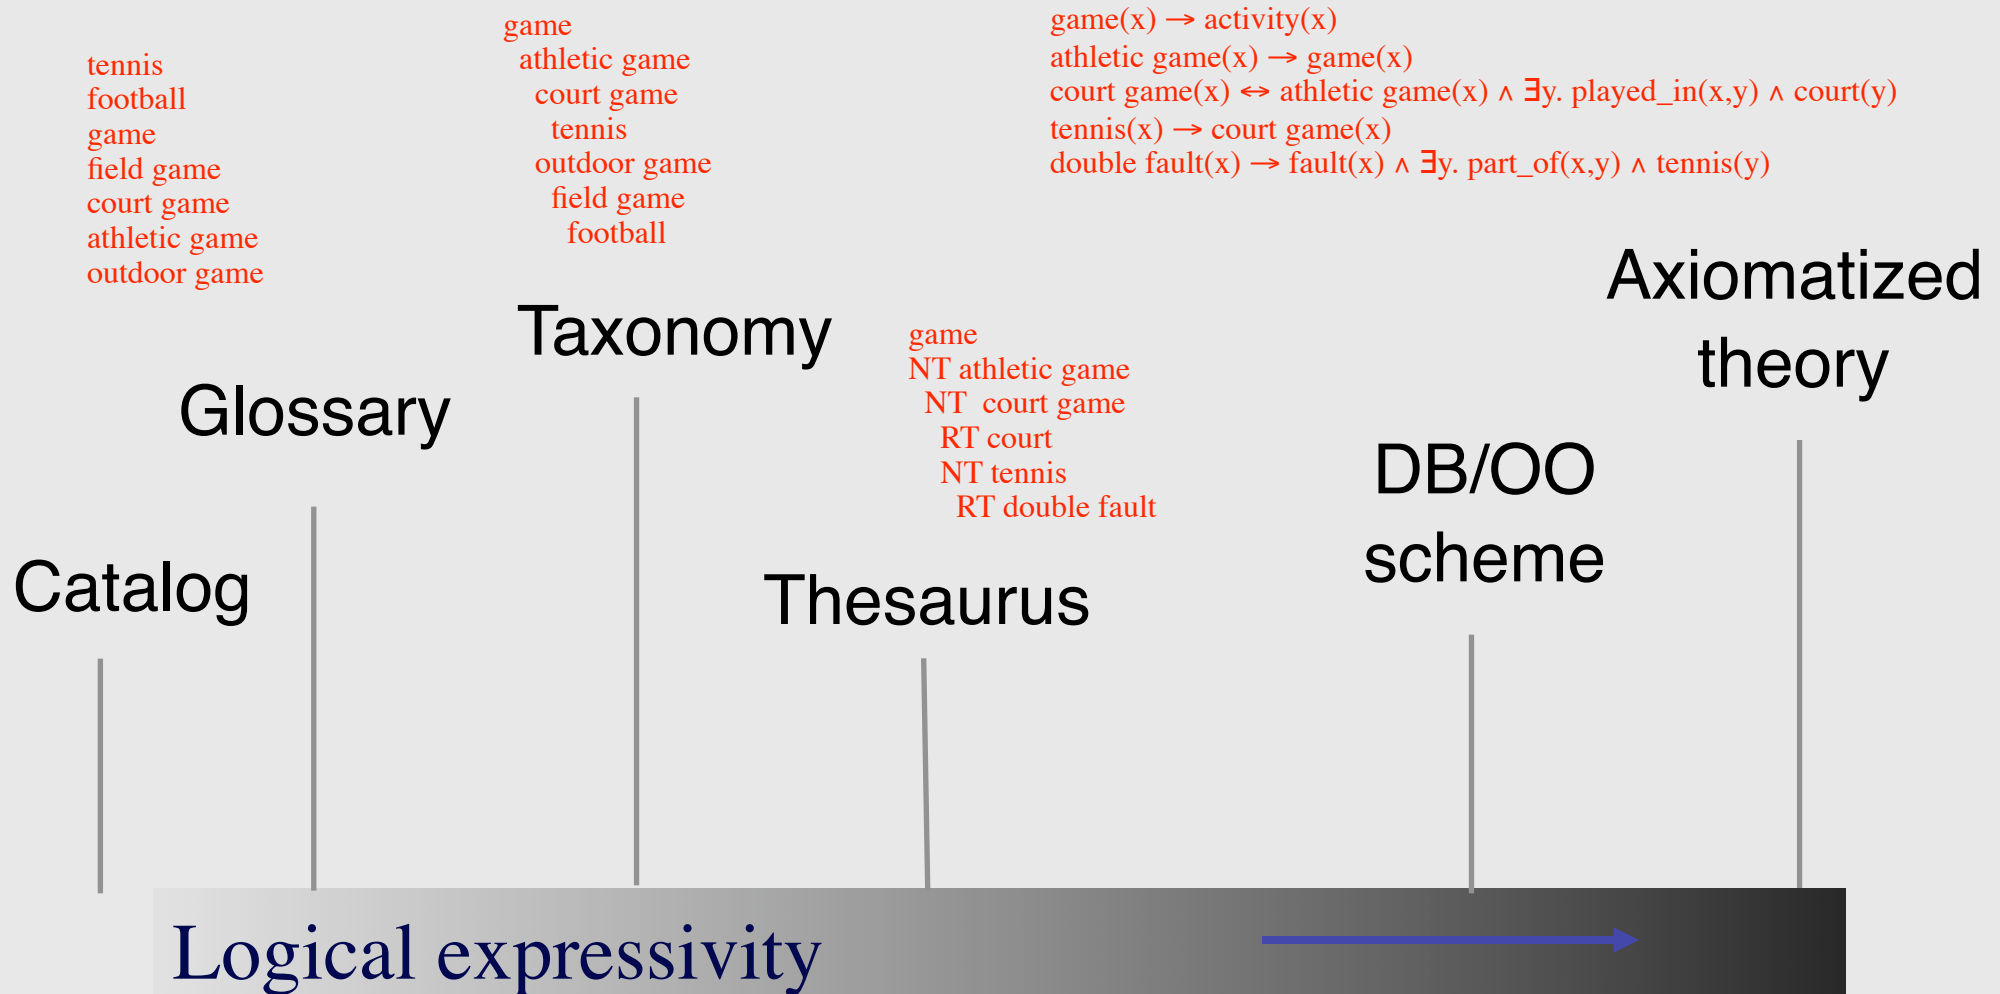 tennis
football
game
field game
court game
athletic game
outdoor game
game
athletic game
court game
tennis
outdoor game
field game
football
game(x) → activity(x)
athletic game(x) → game(x)
court game(x) ↔ athletic game(x) ∧ ∃y. played_in(x,y) ∧ court(y)
tennis(x) → court game(x)
double fault(x) → fault(x) ∧ ∃y. part_of(x,y) ∧ tennis(y)
game
NT athletic game
NT court game
RT court
NT tennis
RT double fault
Catalog
Glossary
Taxonomy
Thesaurus
DB/OO
scheme
Axiomatized
theory
Logical expressivity